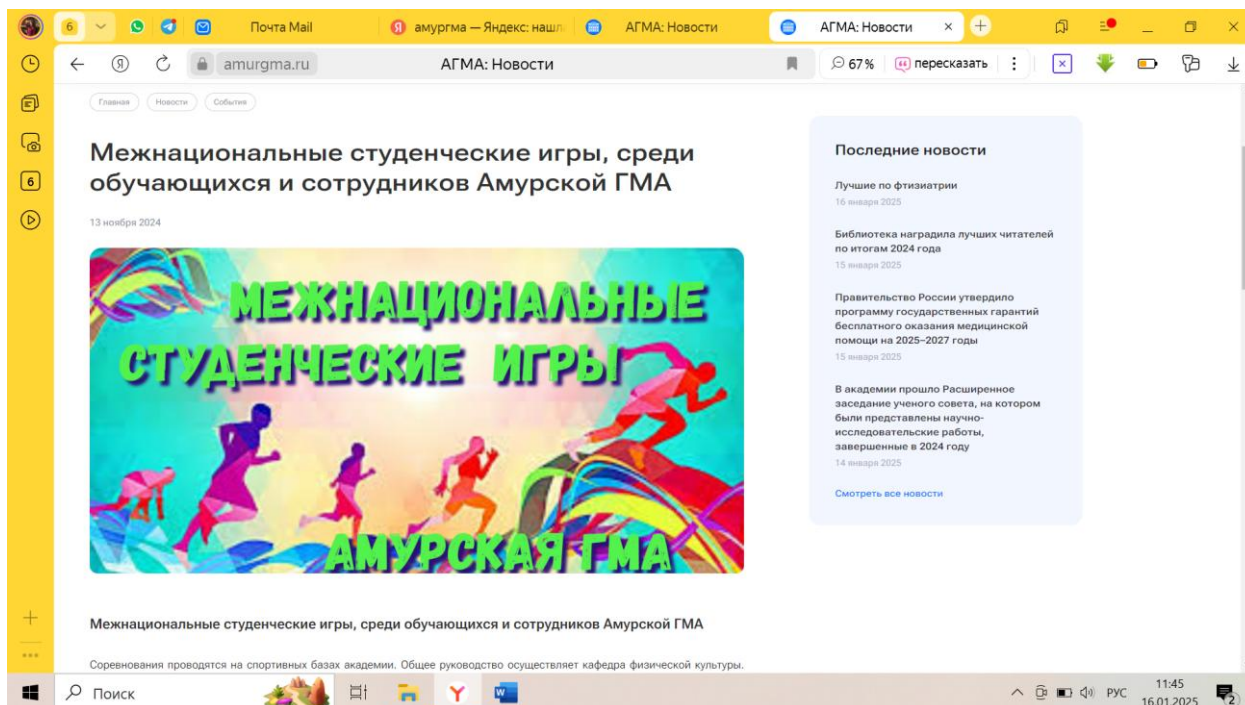 6
Почта Mail
Я амургма — Яндекс: нашл
АГМА: Новости
АГМА: Новости
amurgma.ru
АГМА: Новости
67 %
пересказать
6
Главная
Новости
События
Межнациональные студенческие игры, среди
обучающихся и сотрудников Амурской ГМА
13 ноября 2024
МЕЖНАЦИОНАЛЬНЫЕ
СТУДЕНЧЕСКИЕ ИГРЫ
АМУРСКАЯ ГМА
Межнациональные студенческие игры, среди обучающихся и сотрудников Амурской ГМА
Соревнования проводятся на спортивных базах академии. Общее руководство осуществляет кафедра физической культуры.
Последние новости
Лучшие по фтизиатрии
16 января 2025
Библиотека наградила лучших читателей
по итогам 2024 года
15 января 2025
Правительство России утвердило
программу государственных гарантий
бесплатного оказания медицинской
помощи на 2025–2027 годы
15 января 2025
В академии прошло Расширенное
заседание ученого совета, на котором
были представлены научно-
исследовательские работы,
завершенные в 2024 году
14 января 2025
Смотреть все новости
Поиск
РУС
11:45
16.01.2025
2